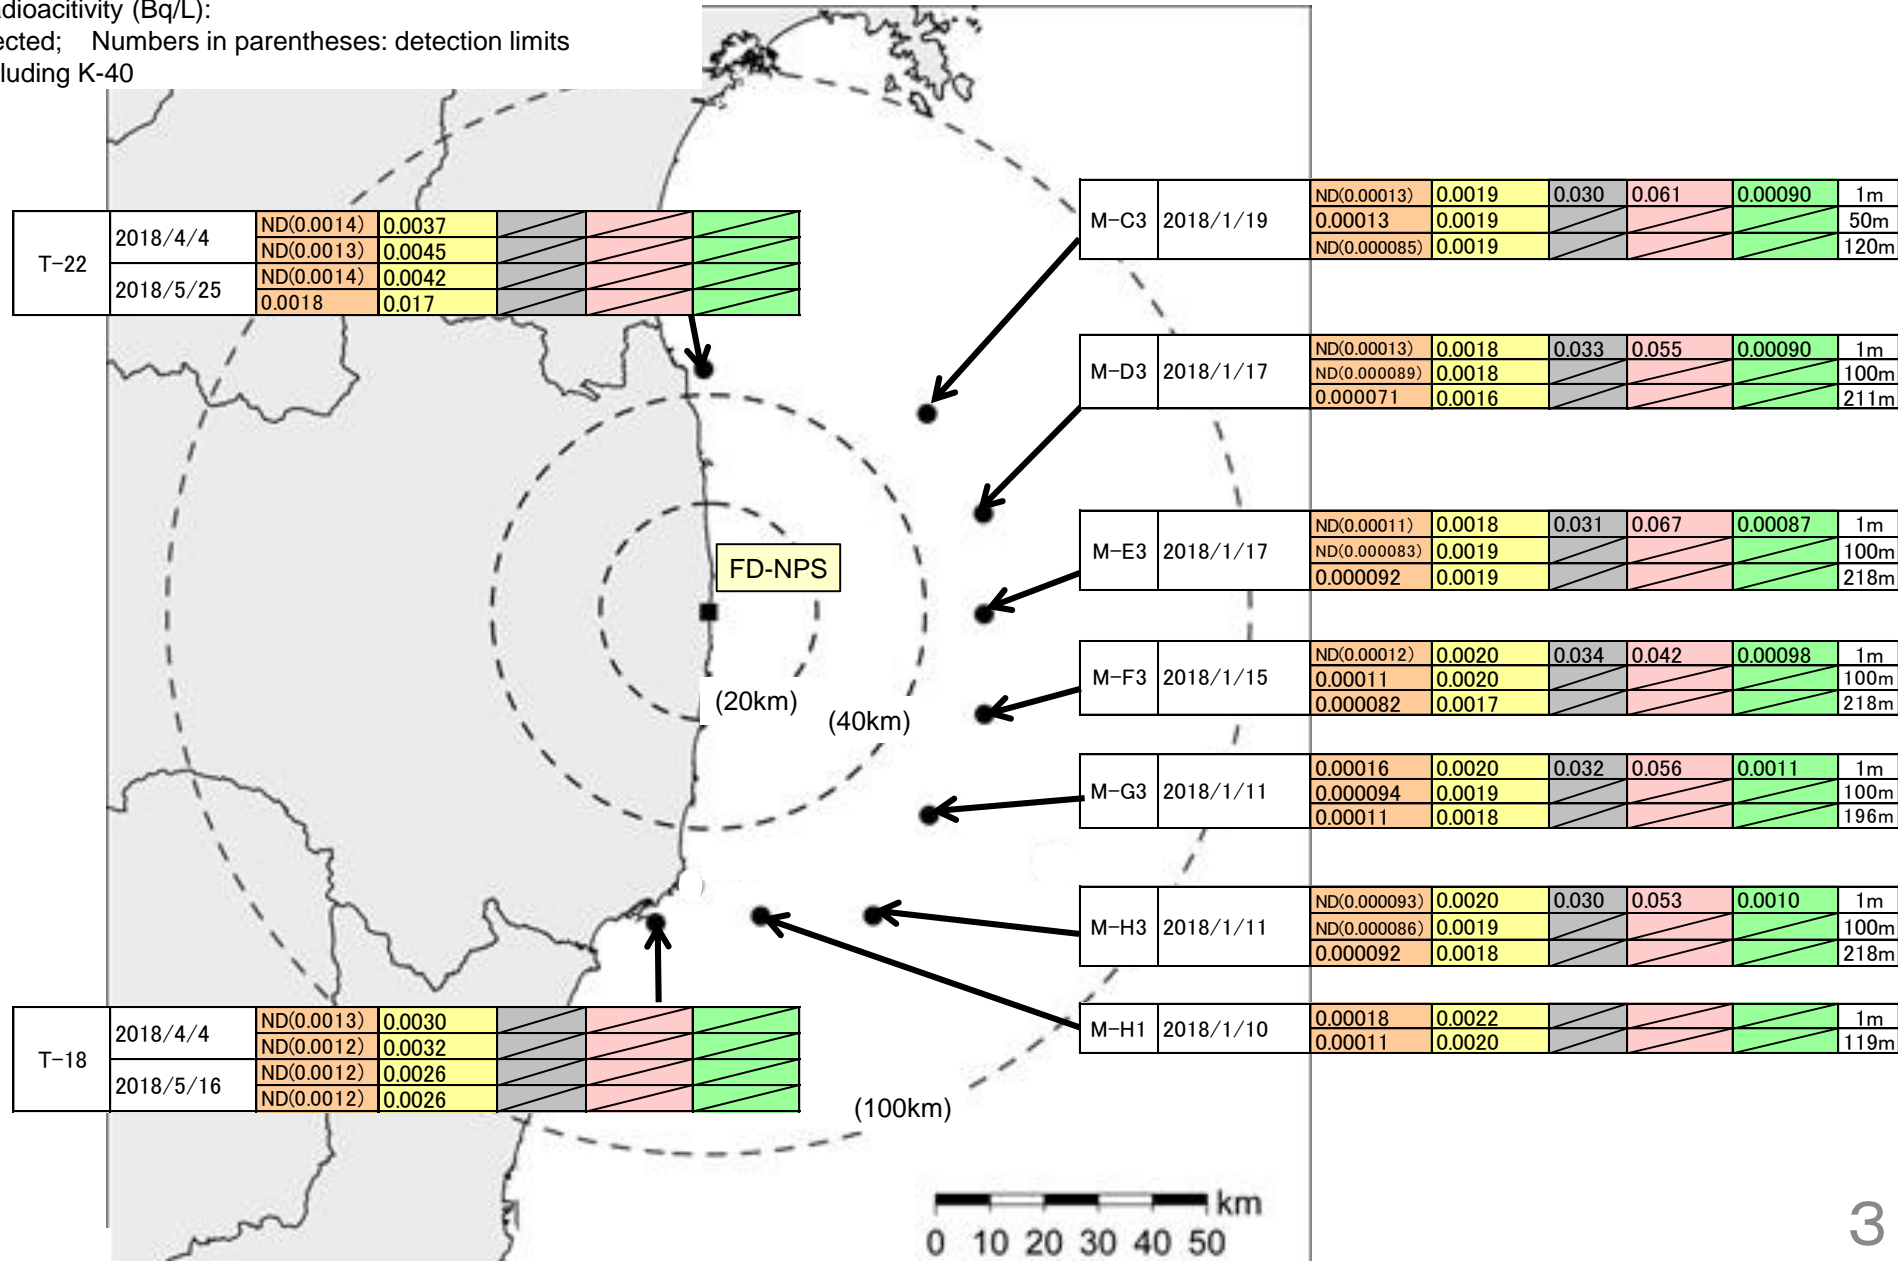 dioacitivity (Bq/L):
ected; Numbers in parentheses: detection limits
luding K-40
M-C3 2018/1/19 ND(0.00013) 0.0019 0.030 0.061 0.00090 1m
0.00013 0.0019 50m
ND(0.000085) 0.0019 120m
T-22 2018/4/4 ND(0.0014) 0.0037
ND(0.0013) 0.0045
2018/5/25 ND(0.0014) 0.0042
0.0018 0.017
M-D3 2018/1/17 ND(0.00013) 0.0018 0.033 0.055 0.00090 1m
ND(0.000089) 0.0018 100m
0.000071 0.0016 211m
M-E3 2018/1/17 ND(0.00011) 0.0018 0.031 0.067 0.00087 1m
ND(0.000083) 0.0019 100m
0.000092 0.0019 218m
FD-NPS
M-F3 2018/1/15 ND(0.00012) 0.0020 0.034 0.042 0.00098 1m
0.00011 0.0020 100m
0.000082 0.0017 218m
(20km)
(40km)
M-G3 2018/1/11 0.00016 0.0020 0.032 0.056 0.0011 1m
0.000094 0.0019 100m
0.00011 0.0018 196m
M-H3 2018/1/11 ND(0.000093) 0.0020 0.030 0.053 0.0010 1m
ND(0.000086) 0.0019 100m
0.000092 0.0018 218m
M-H1 2018/1/10 0.00018 0.0022 1m
0.00011 0.0020 119m
T-18 2018/4/4 ND(0.0013) 0.0030
ND(0.0012) 0.0032
2018/5/16 ND(0.0012) 0.0026
ND(0.0012) 0.0026
(100km)
km
0 10 20 30 40 50
3